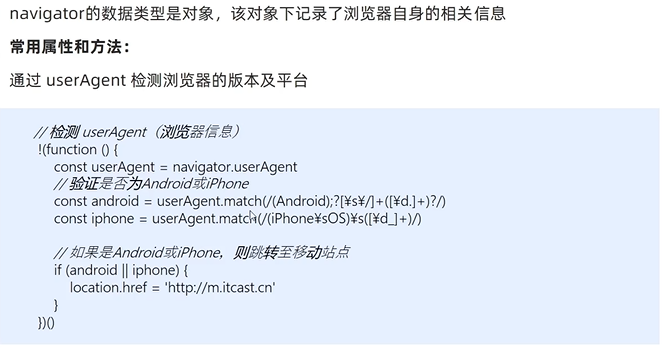 navigator的数据类型是对象，该对象下记录了浏览器自身的相关信息
常用属性和方法：
通过 userAgent 检测浏览器的版本及平台
// 检测 userAgent（浏览器信息）
!(function () {
const userAgent = navigator.userAgent
// 验证是否为Android或iPhone
const android = userAgent.match(/(Android);?[¥s¥/]+([¥d.]+)?/)
const iphone = userAgent.match(/(iPhone¥sOS)¥s([¥d_]+)/)
// 如果是Android或iPhone，则跳转至移动站点
if (android || iphone) {
location.href = 'http://m.itcast.cn'
}
})()